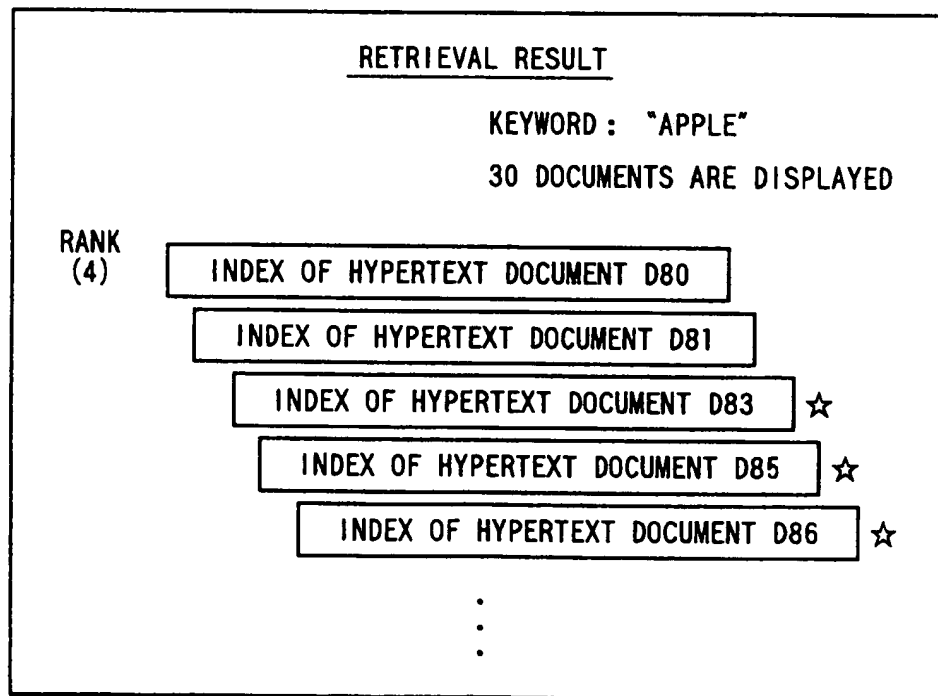 RETRIEVAL RESULT
KEYWORD : "APPLE"
30 DOCUMENTS ARE DISPLAYED
RANK
(4)
INDEX OF HYPERTEXT DOCUMENT D80
INDEX OF HYPERTEXT DOCUMENT D81
INDEX OF HYPERTEXT DOCUMENT D83 ☆
INDEX OF HYPERTEXT DOCUMENT D85 ☆
INDEX OF HYPERTEXT DOCUMENT D86 ☆